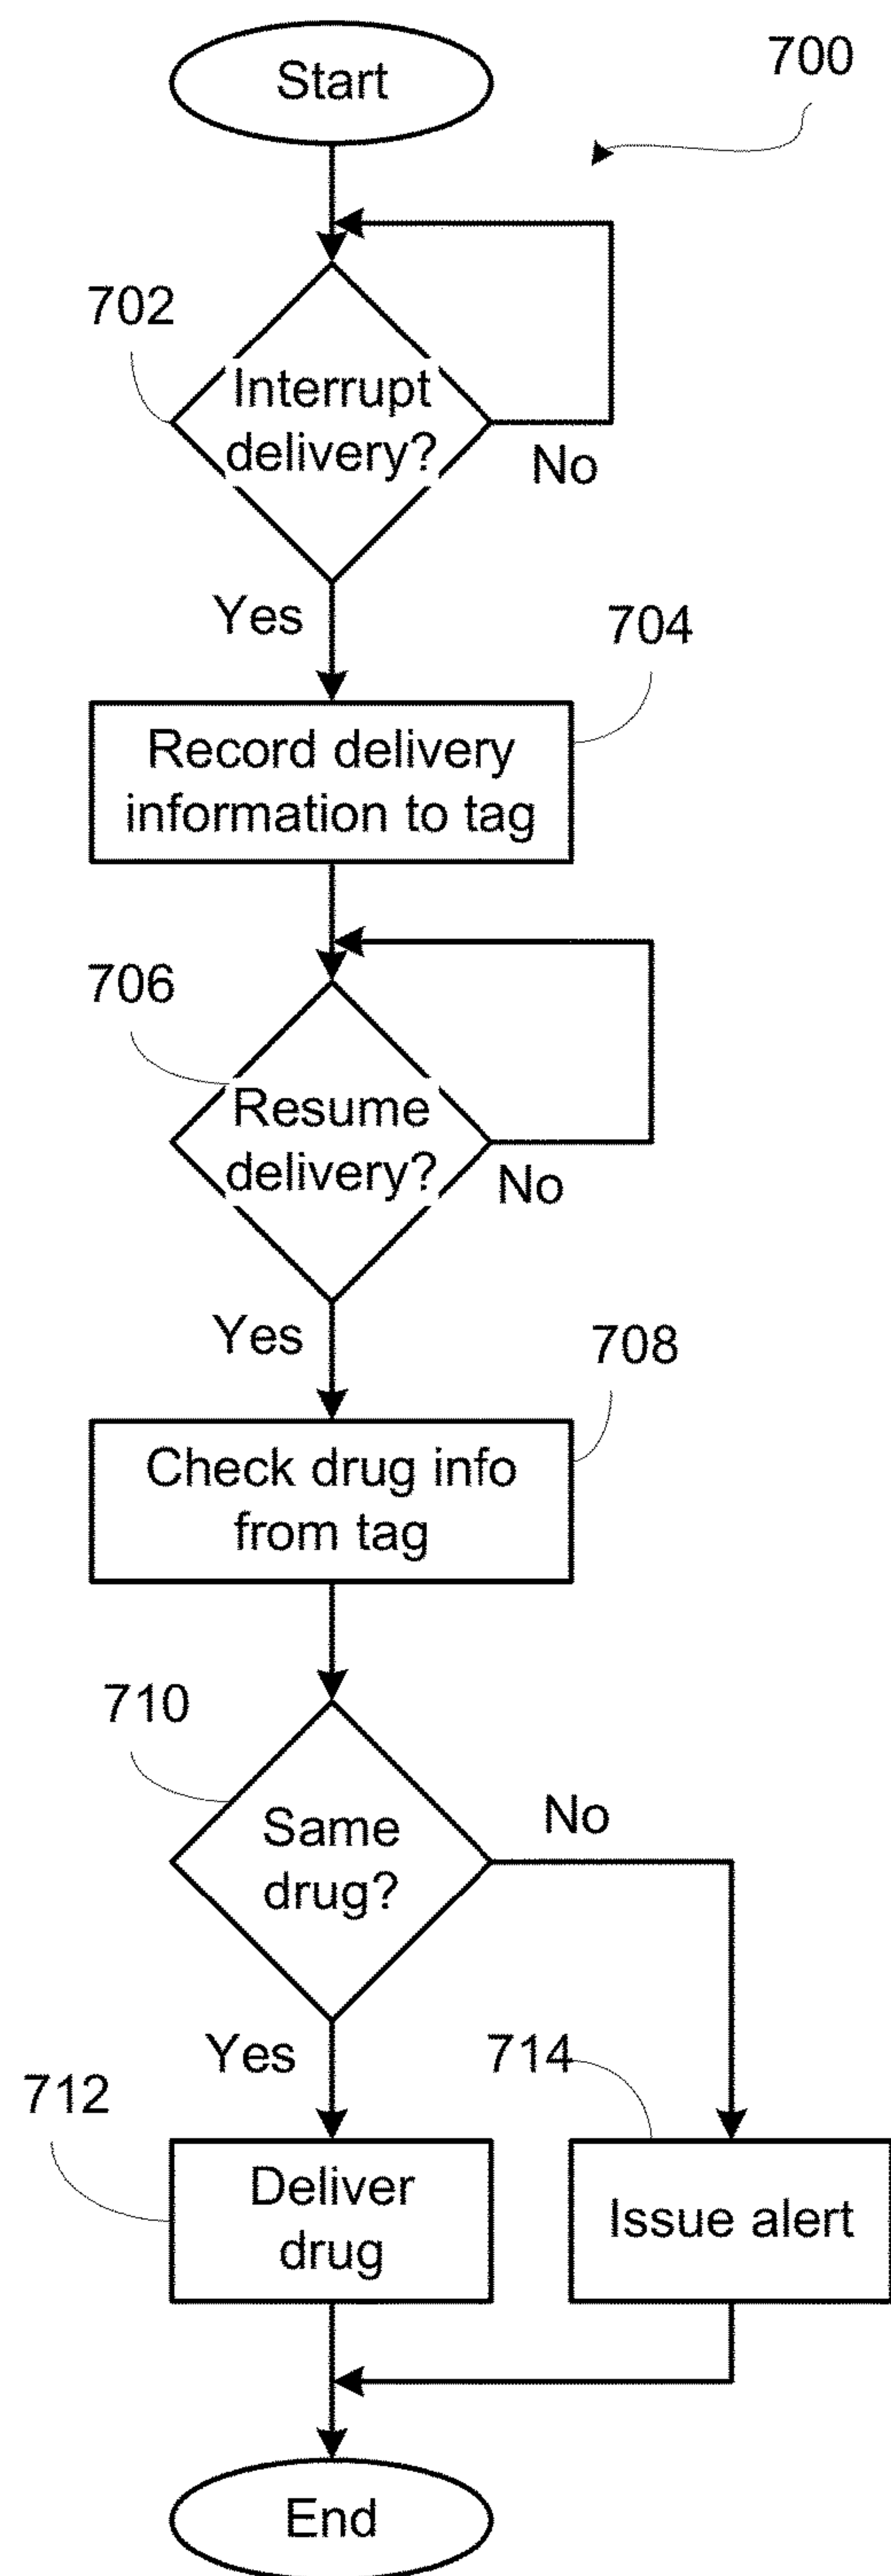 Start
700
702
Interrupt
delivery?
No
Yes
704
Record delivery
information to tag
706
Resume
delivery?
No
Yes
708
Check drug info
from tag
710
Same
drug?
No
Yes
714
712
Deliver
drug
Issue alert
End